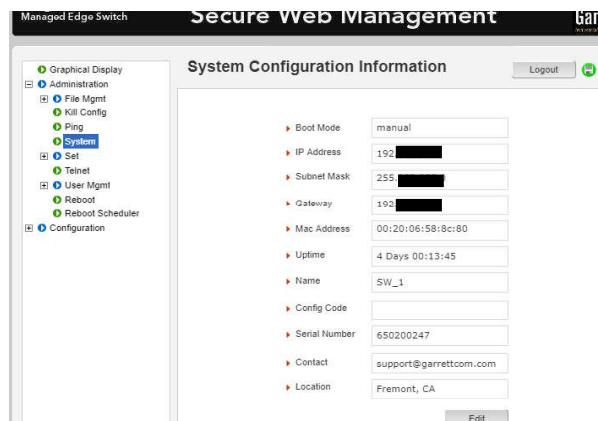 Managed Edge Switch
Secure Web Management
Gar
Graphical Display
Administration
File Mgmt
Kill Config
Ping
System
Set
Telnet
User Mgmt
Reboot
Reboot Scheduler
Configuration
System Configuration Information
Logout
Boot Mode manual
IP Address 192.
Subnet Mask 255.
Gateway 192.
Mac Address 00:20:06:58:8c:80
Uptime 4 Days 00:13:45
Name SW_1
Config Code
Serial Number 650200247
Contact support@garrettcom.com
Location Fremont, CA
Edit